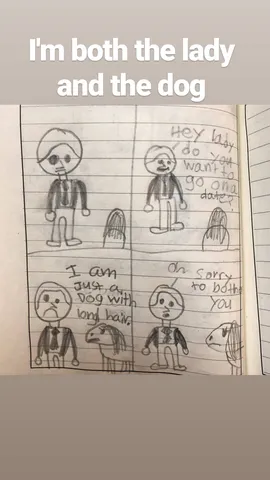 I'm both the lady
and the dog
Hey lady
do you
want to
go on a
date?
I am
Just a
Dog with
long hair.
Oh sorry
to bother
you